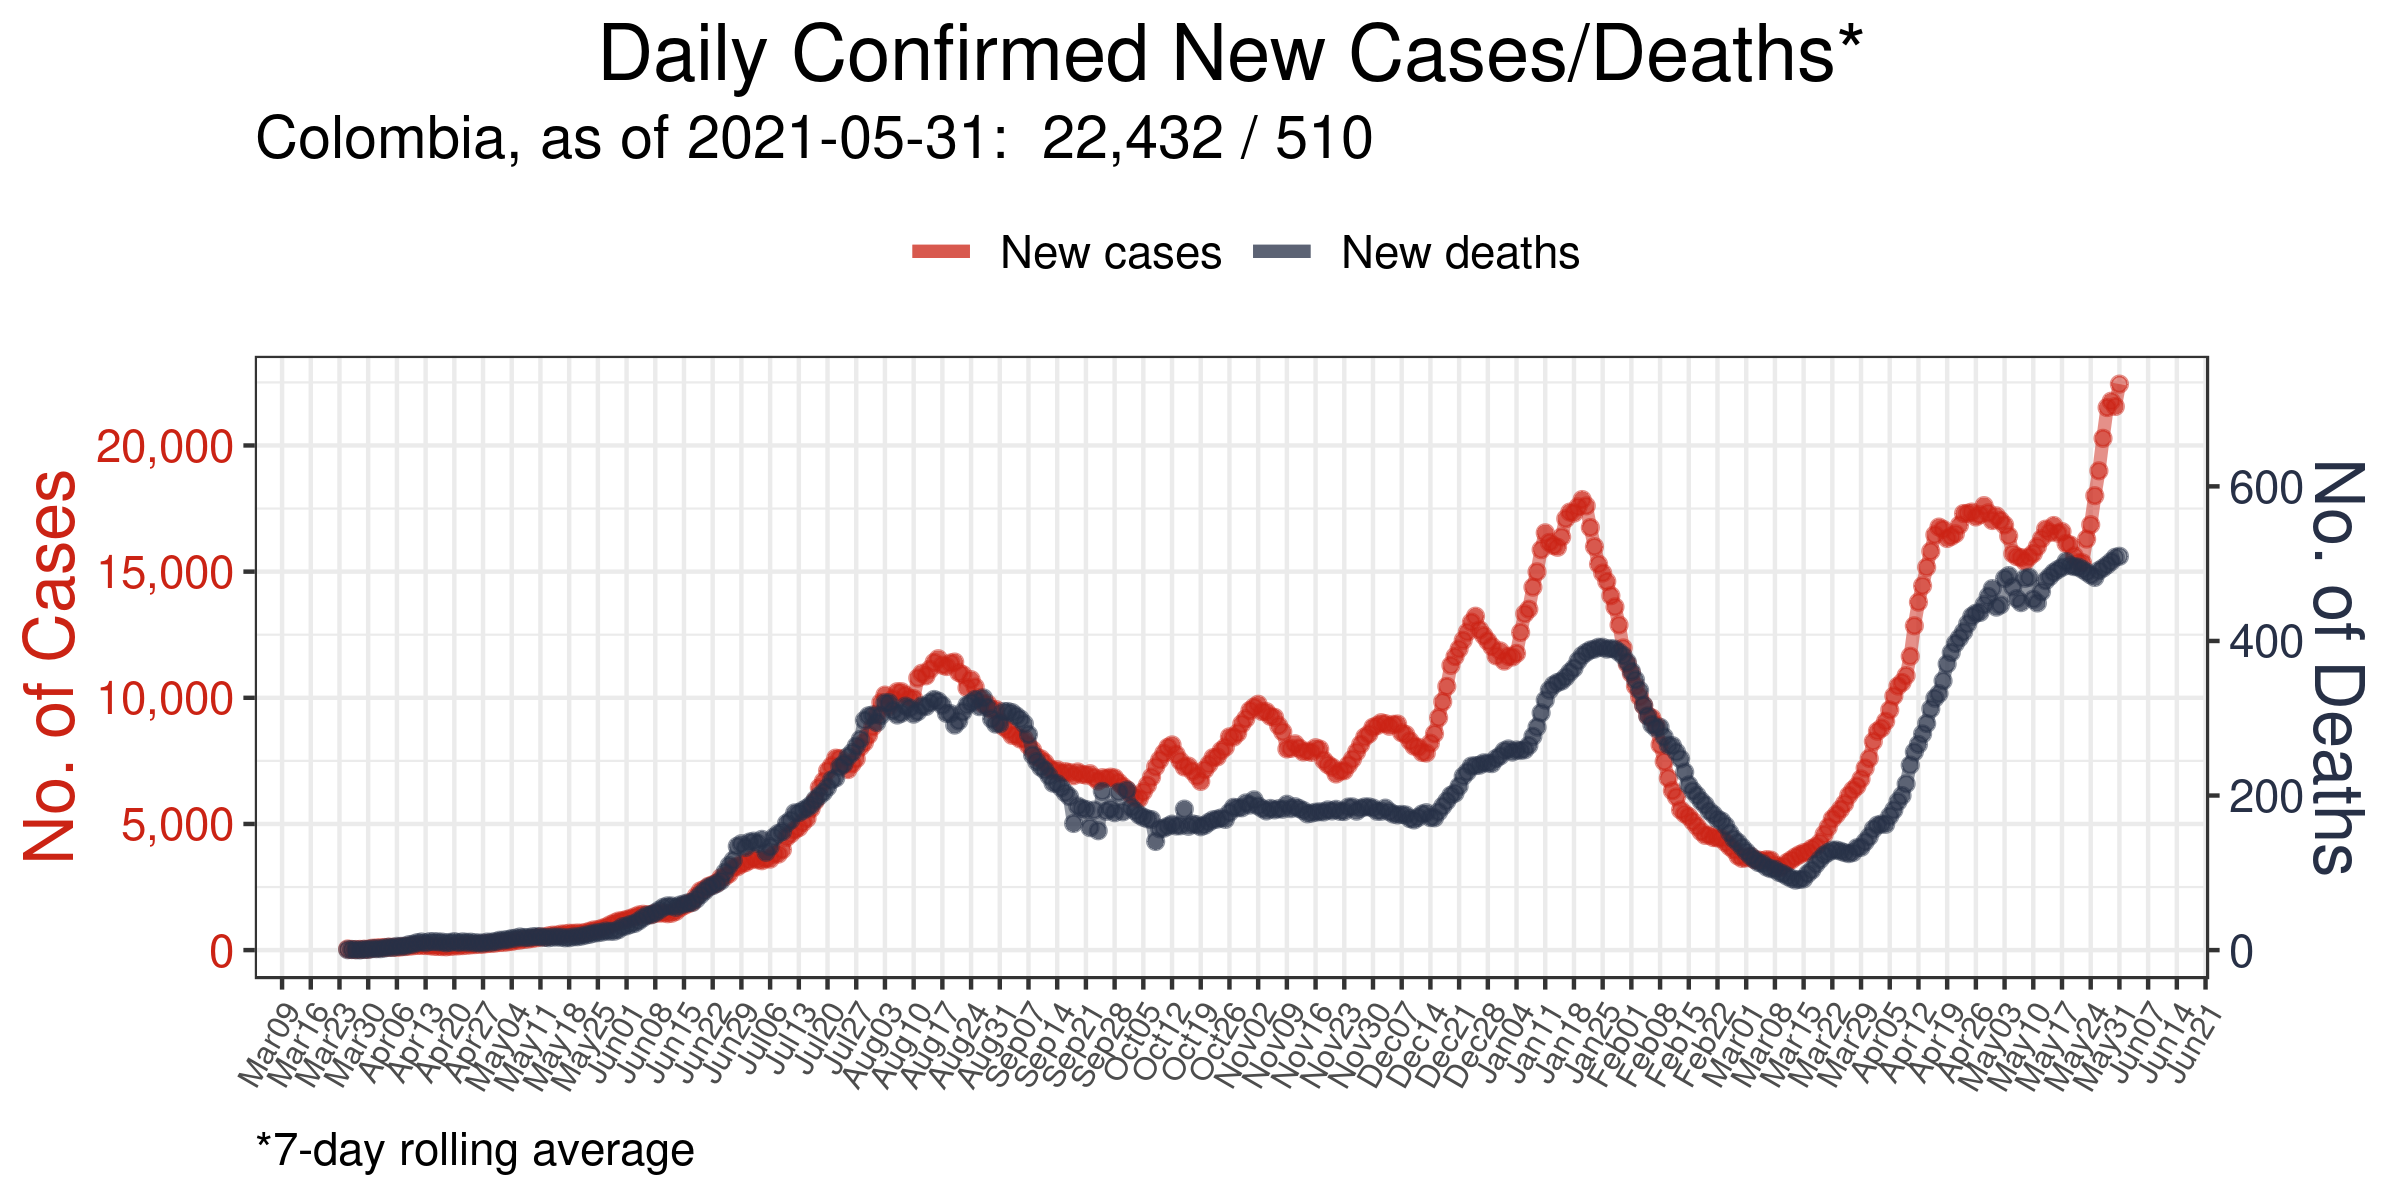 Daily Confirmed New Cases/Deaths*
Colombia, as of 2021-05-31:  22,432 / 510
New cases
New deaths
No. of Cases
20,000
15,000
10,000
5,000
0
600
400
200
0
No. of Deaths
Mar09
Mar16
Mar23
Mar30
Apr06
Apr13
Apr20
Apr27
May04
May11
May18
May25
Jun01
Jun08
Jun15
Jun22
Jun29
Jul06
Jul13
Jul20
Jul27
Aug03
Aug10
Aug17
Aug24
Aug31
Sep07
Sep14
Sep21
Sep28
Oct05
Oct12
Oct19
Oct26
Nov02
Nov09
Nov16
Nov23
Nov30
Dec07
Dec14
Dec21
Dec28
Jan04
Jan11
Jan18
Jan25
Feb01
Feb08
Feb15
Feb22
Mar01
Mar08
Mar15
Mar22
Mar29
Apr05
Apr12
Apr19
Apr26
May03
May10
May17
May24
May31
Jun07
Jun14
Jun21
*7-day rolling average